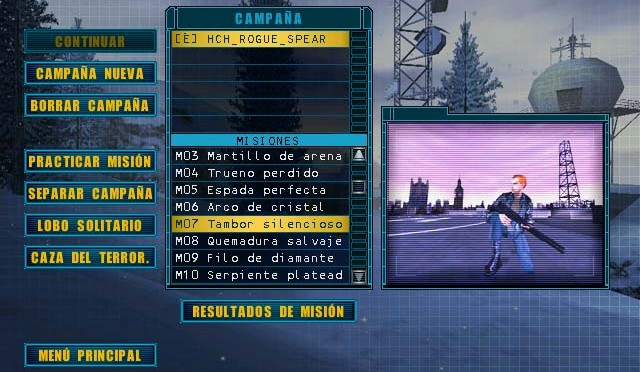 CAMPAÑA
CONTINUAR
[È] HCH_ROGUE_SPEAR
CAMPAÑA NUEVA
BORRAR CAMPAÑA
PRACTICAR MISIÓN
SEPARAR CAMPAÑA
LOBO SOLITARIO
CAZA DEL TERROR.
MISIONES
M03 Martillo de arena
M04 Trueno perdido
M05 Espada perfecta
M06 Arco de cristal
M07 Tambor silencioso
M08 Quemadura salvaje
M09 Filo de diamante
M10 Serpiente platead
RESULTADOS DE MISIÓN
MENÚ PRINCIPAL